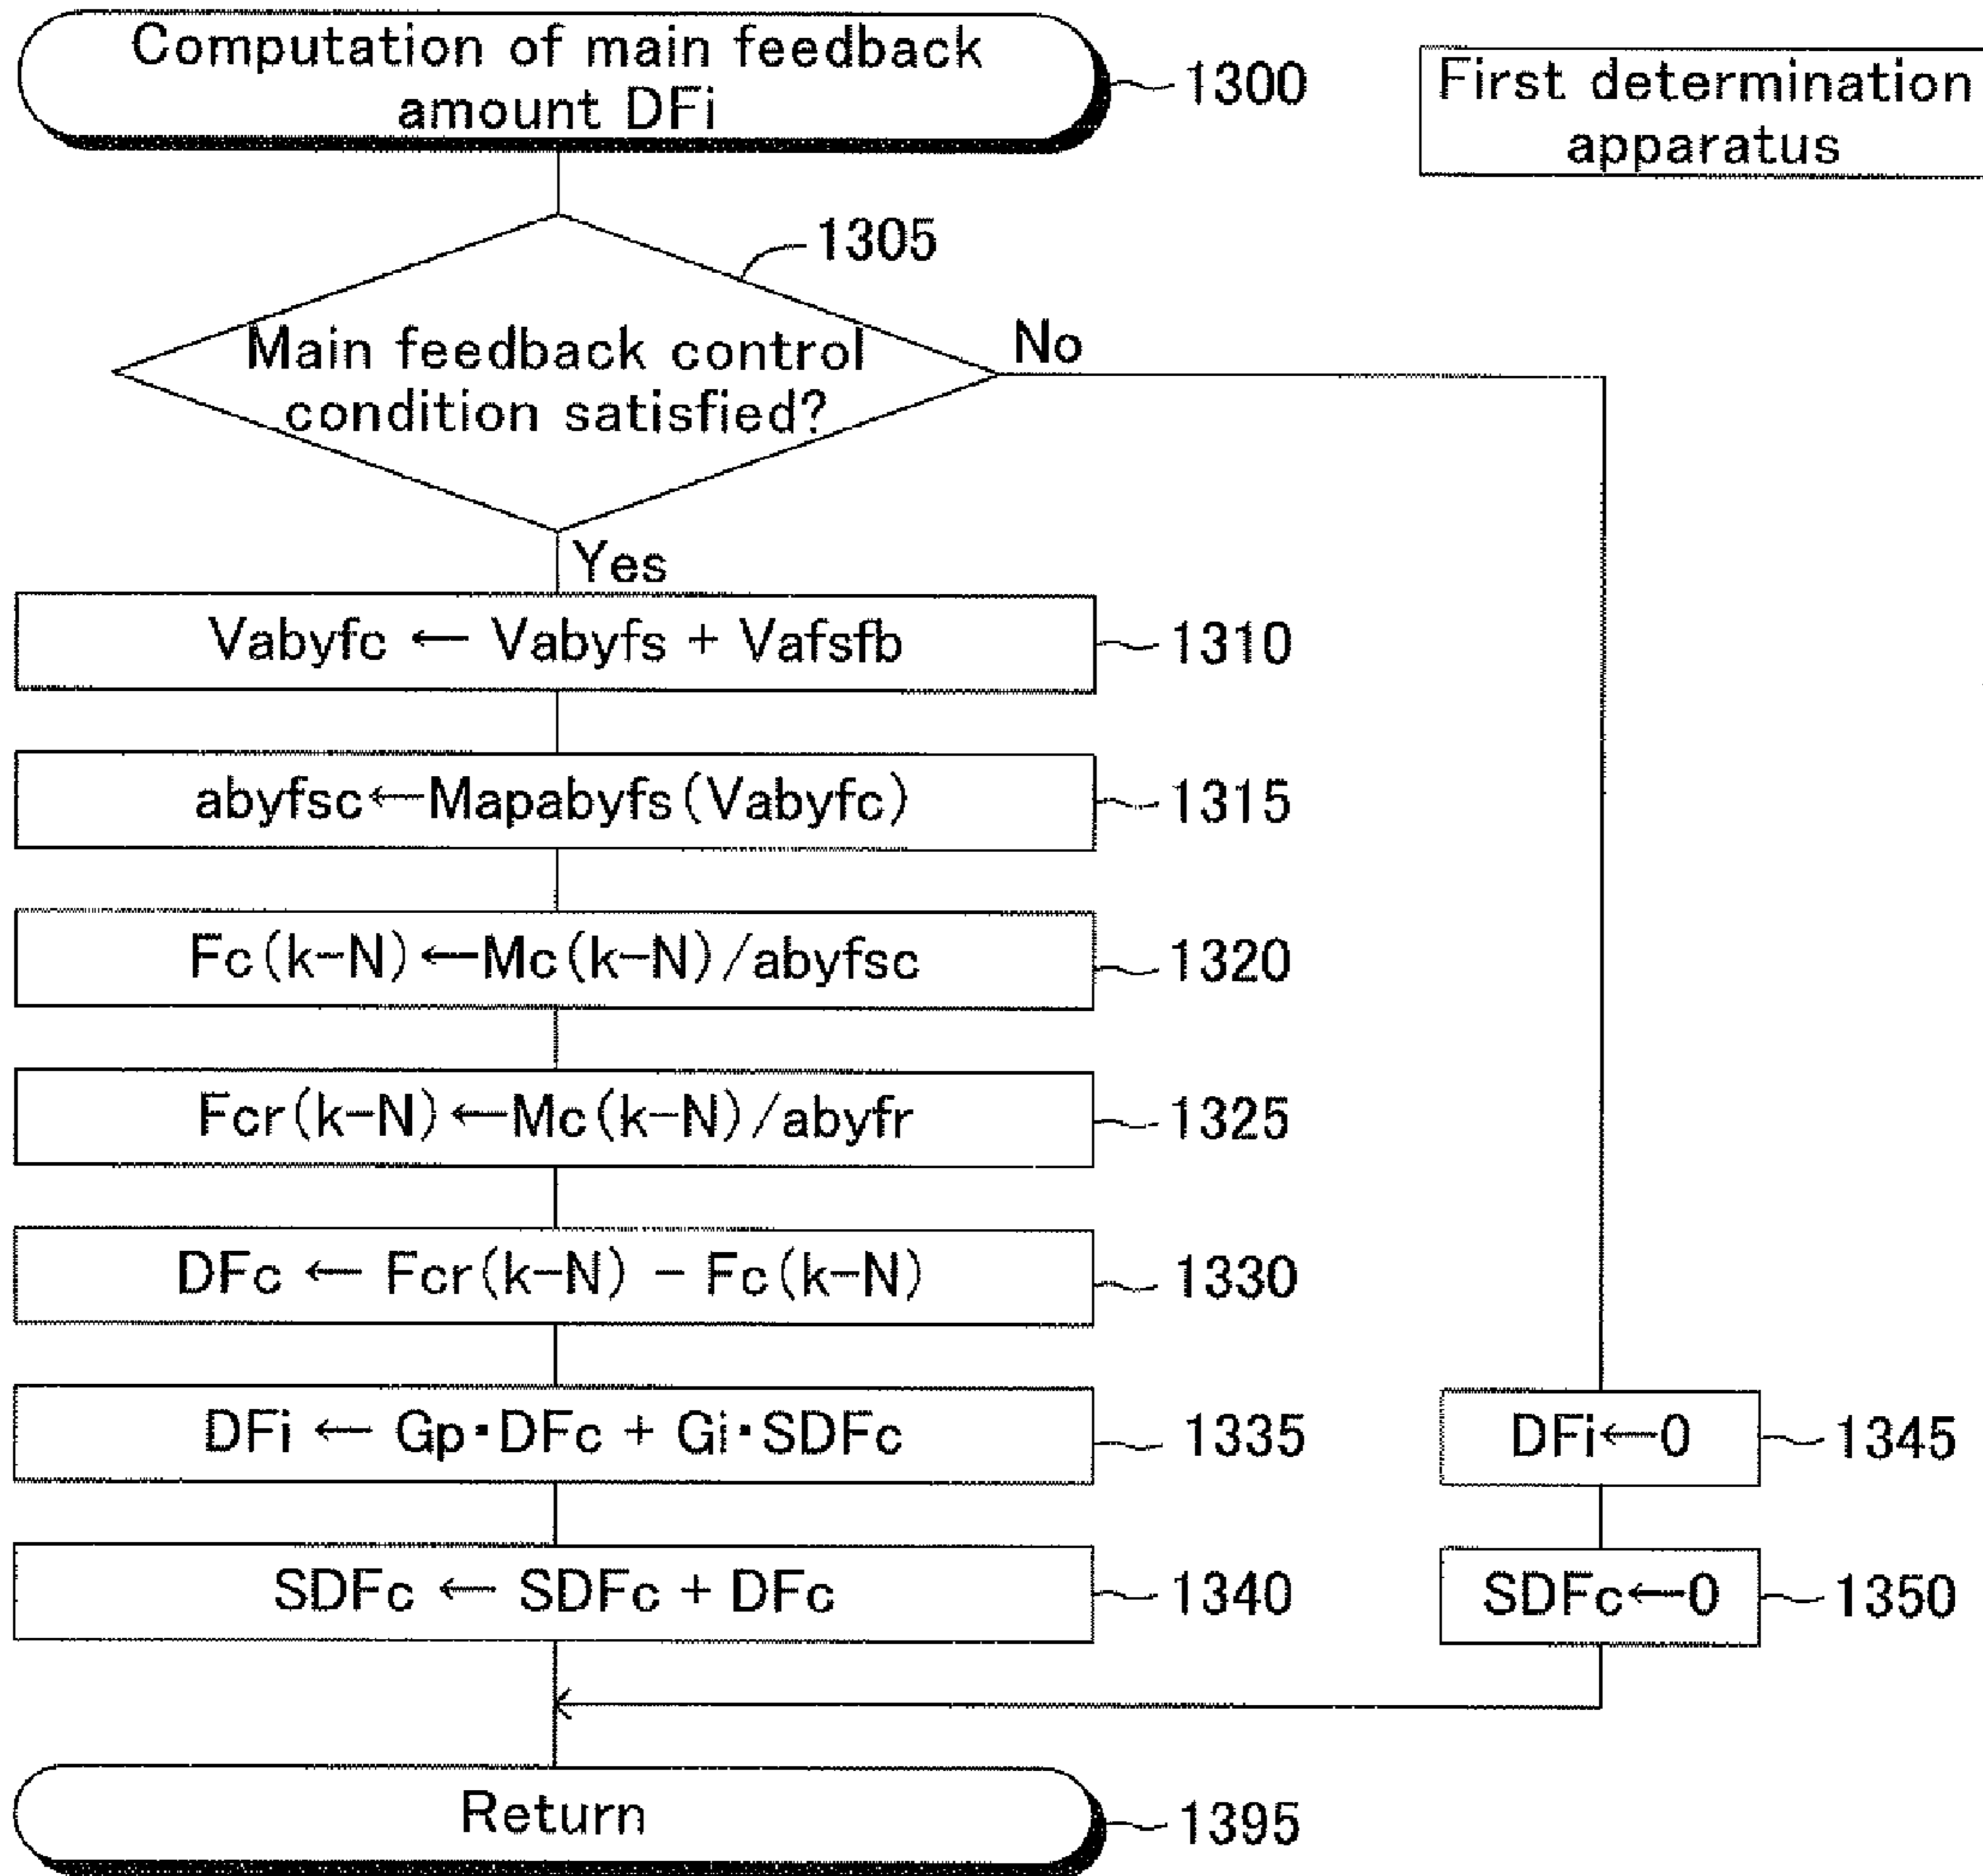 Computation of main feedback
amount DFi
1300
First determination
apparatus
1305
Main feedback control
condition satisfied?
No
Yes
Vabyfc ← Vabyfs + Vafsfb
1310
abyfsc←Mapabyfs(Vabyfc)
1315
Fc(k-N)←Mc(k-N)/abyfsc
1320
Fcr(k-N)←Mc(k-N)/abyfr
1325
DFc ← Fcr(k-N) - Fc(k-N)
1330
DFi ← Gp·DFc + Gi·SDFc
1335
DFi←0
1345
SDFc ← SDFc + DFc
1340
SDFc←0
1350
Return
1395